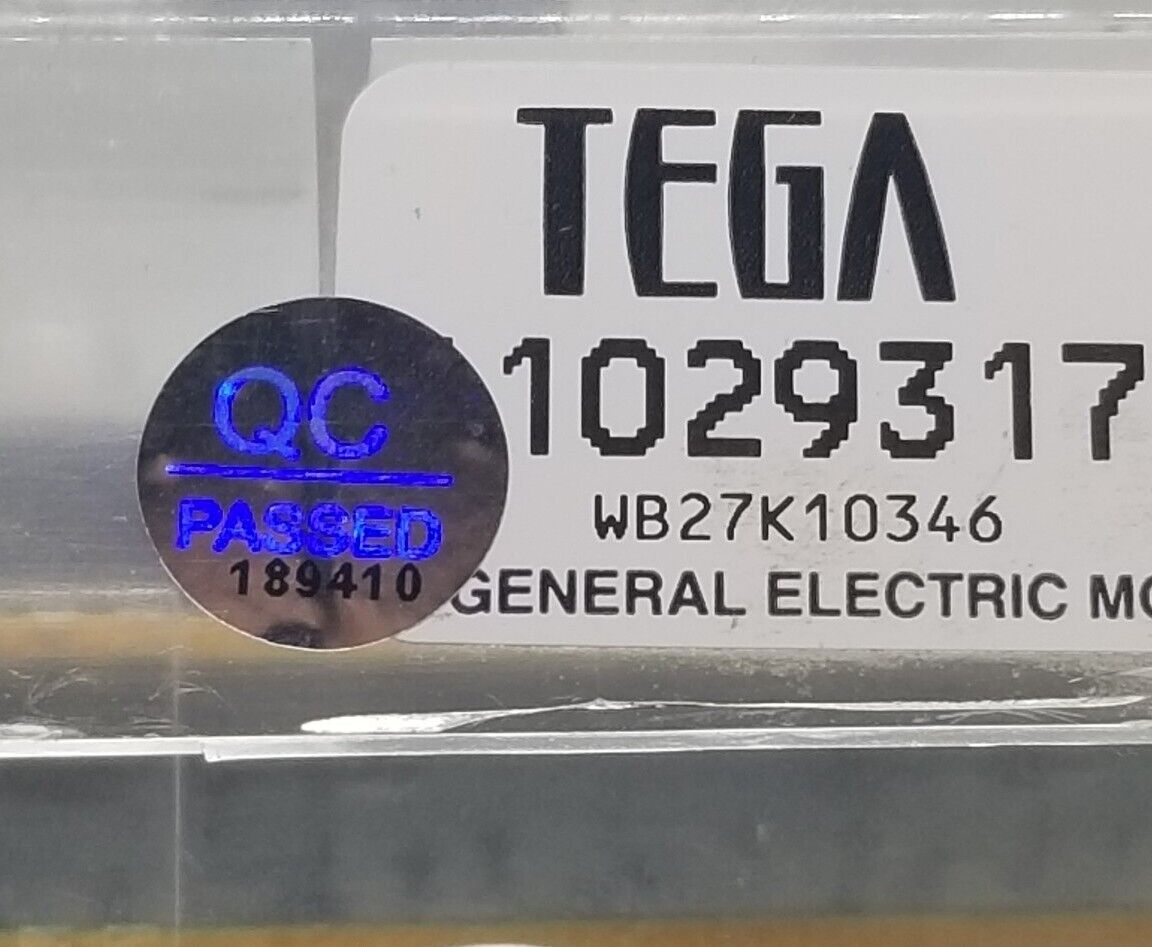 TEGA
1029317
WB27K10346
GENERAL ELECTRIC
QC
PASSED
189410